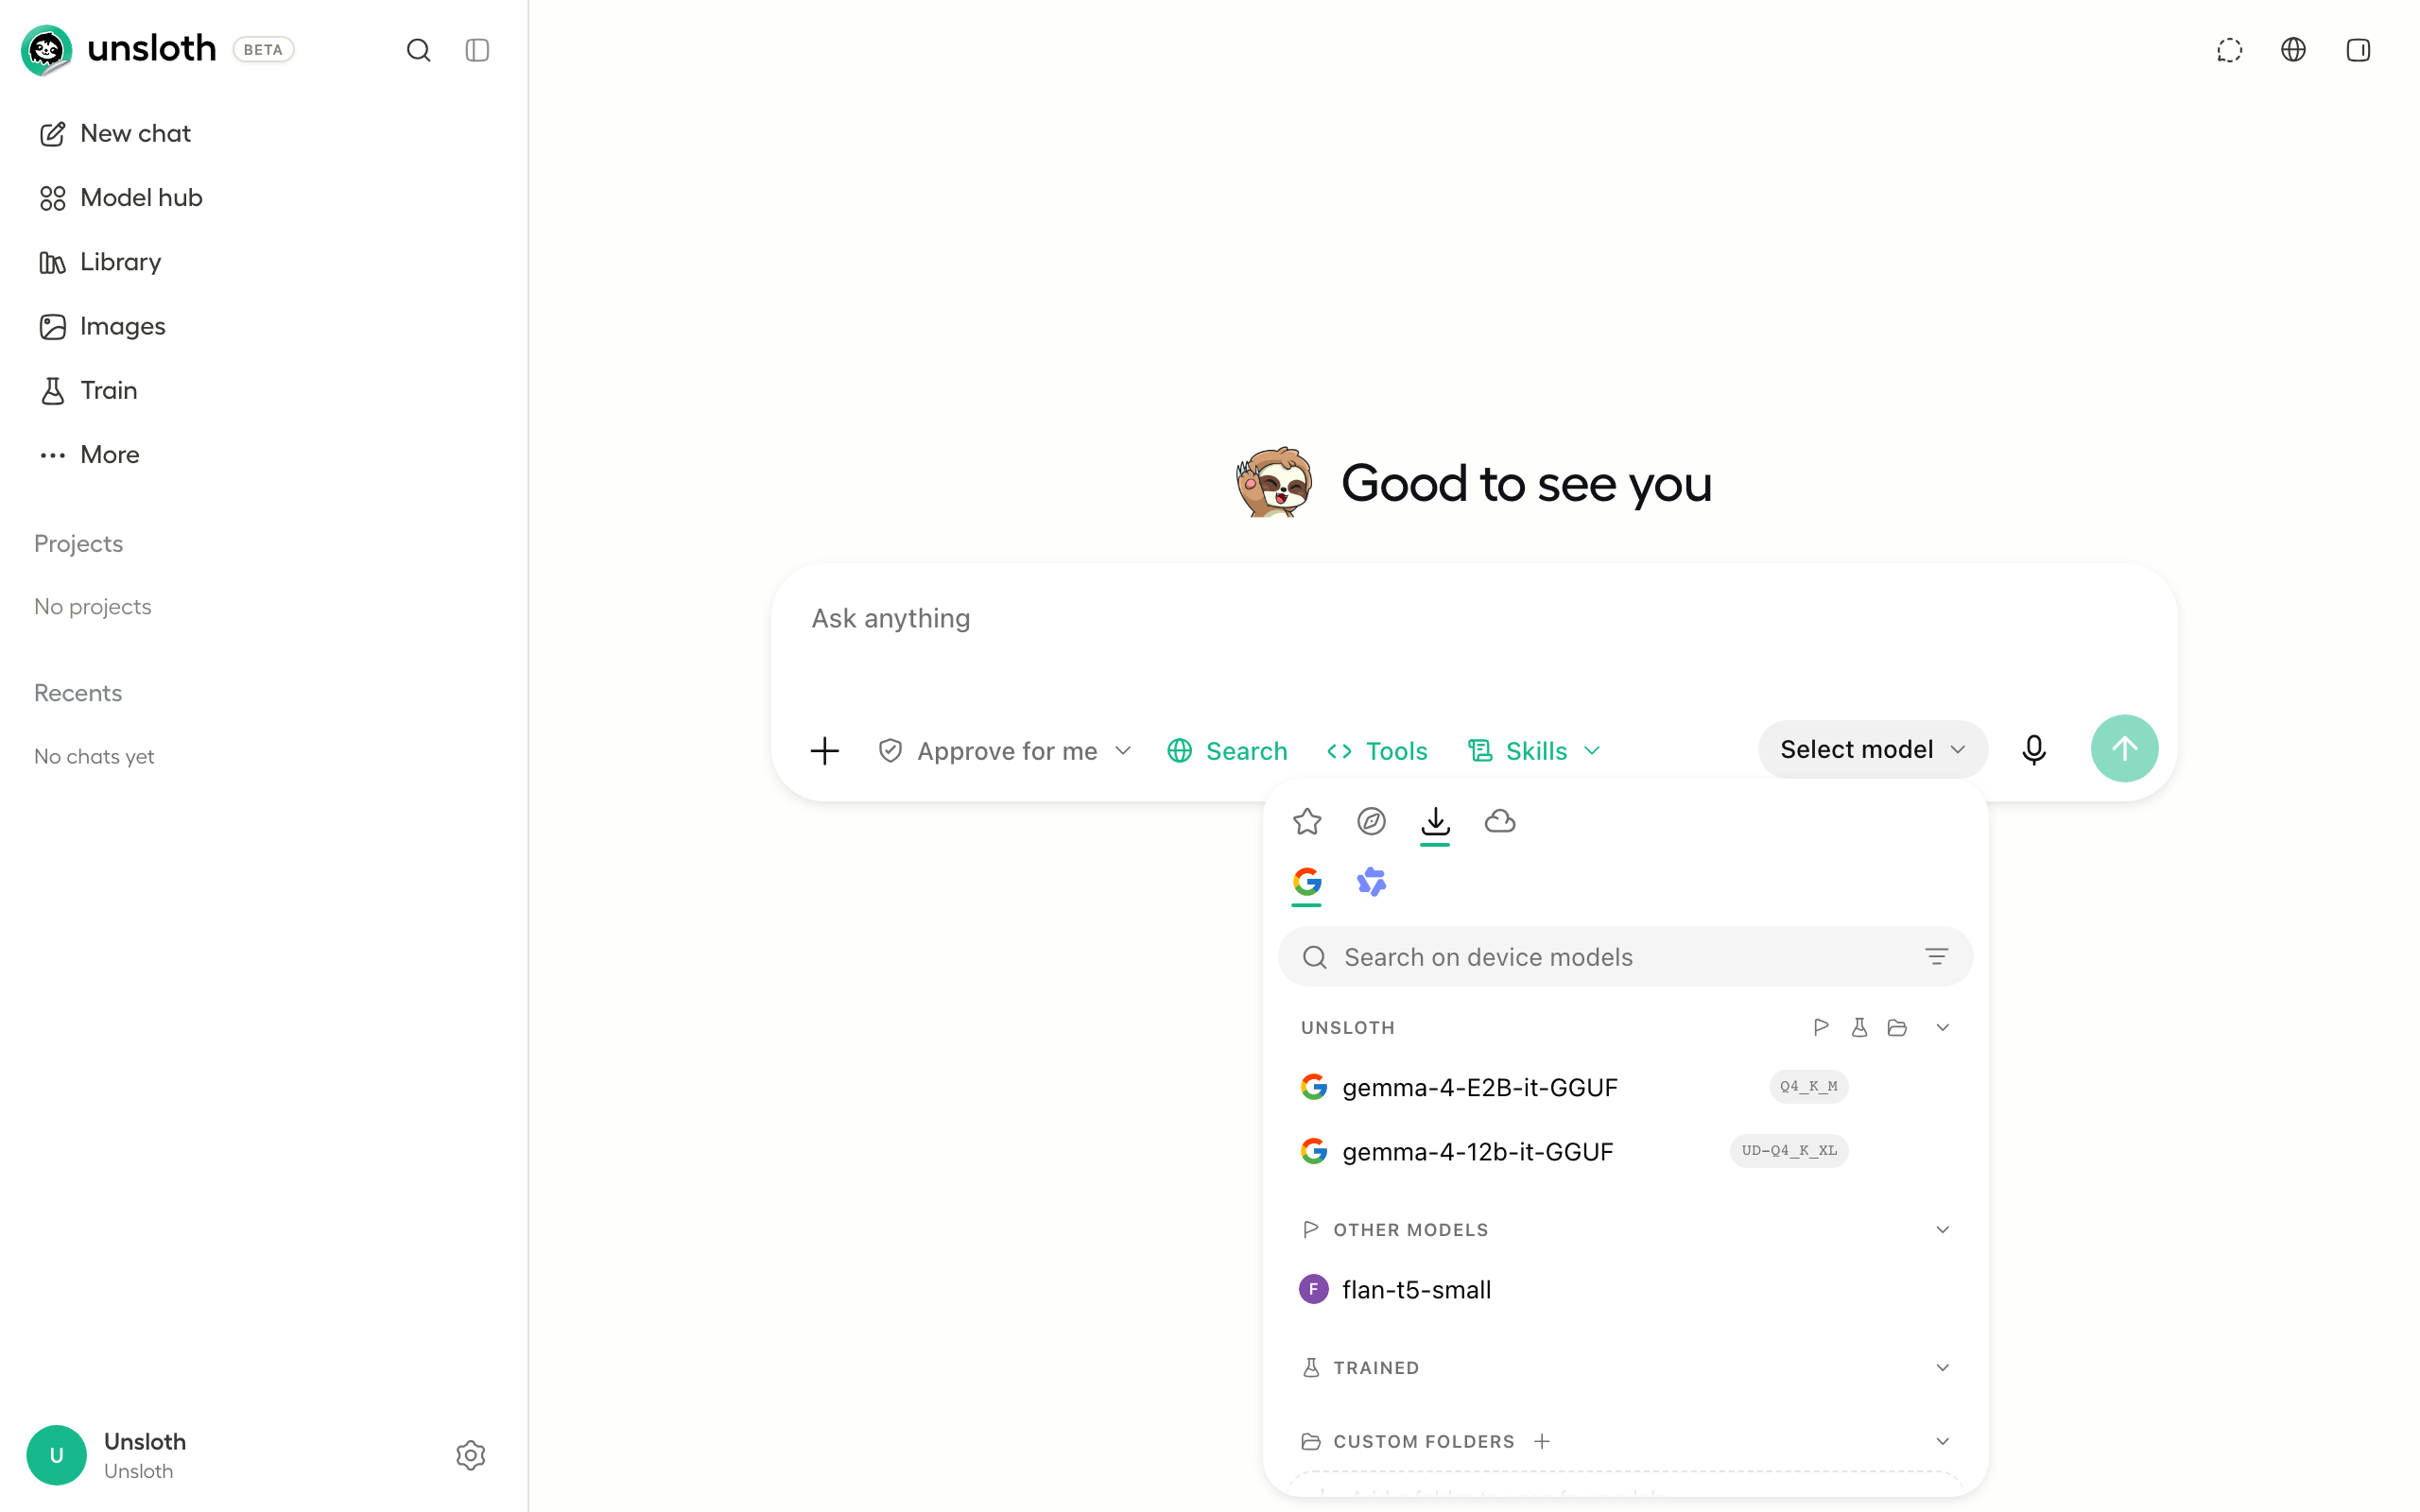 unsloth BETA
New chat
Model hub
Library
Images
Train
More
Projects
No projects
Recents
No chats yet
Unsloth
Unsloth
U
Good to see you
Ask anything
Approve for me
Search
Tools
Skills
Select model
Search on device models
UNSLOTH
gemma-4-E2B-it-GGUF Q4_K_M
gemma-4-12b-it-GGUF UD-Q4_K_XL
OTHER MODELS
F flan-t5-small
TRAINED
CUSTOM FOLDERS